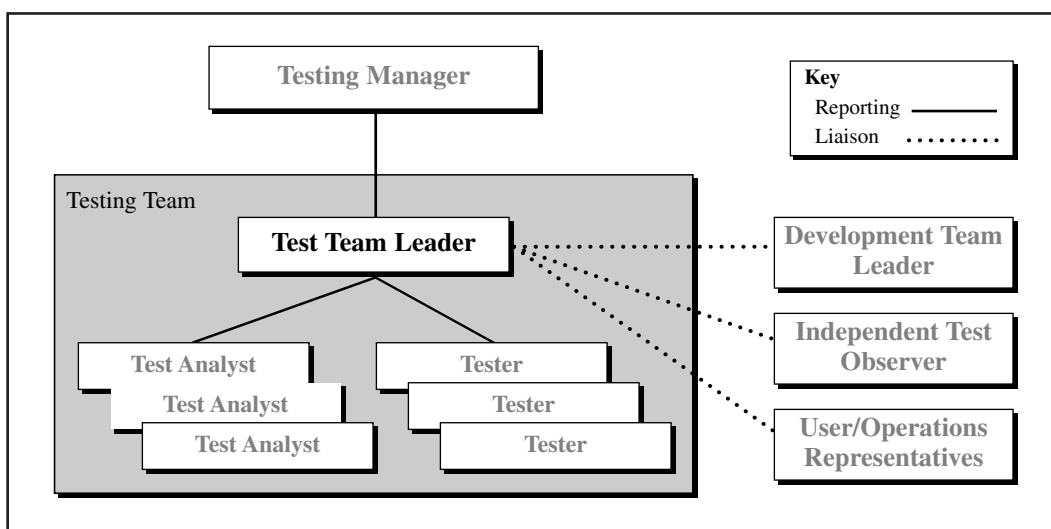 Testing Manager
Key
Reporting
Liaison
Testing Team
Test Team Leader
Development Team
Leader
Independent Test
Observer
User/Operations
Representatives
Test Analyst
Test Analyst
Test Analyst
Tester
Tester
Tester